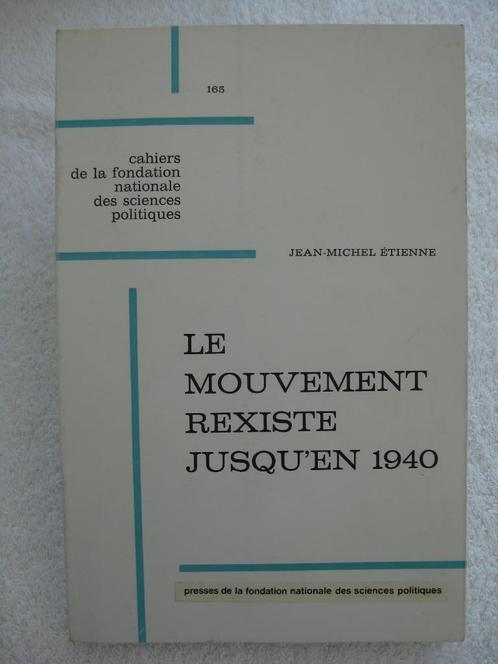 165
cahiers
de la fondation
nationale
des sciences
politiques
JEAN-MICHEL ÉTIENNE
LE
MOUVEMENT
REXISTE
JUSQU'EN 1940
presses de la fondation nationale des sciences politiques